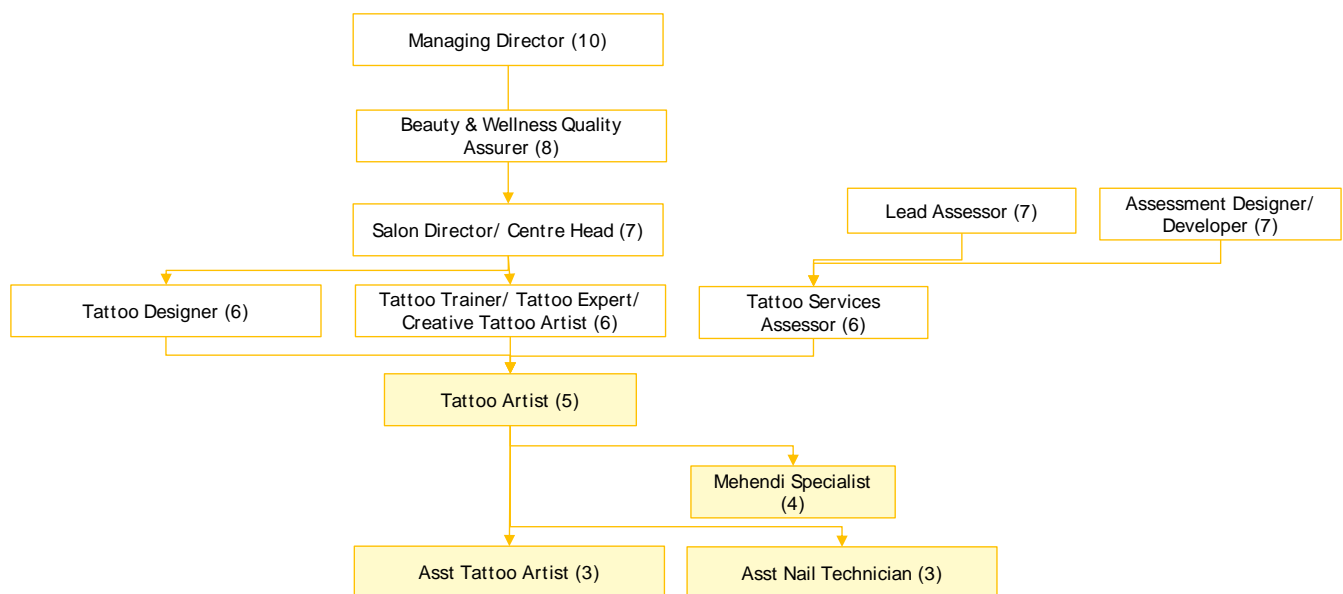 Managing Director (10)
Beauty & Wellness Quality
Assurer (8)
Salon Director/ Centre Head (7)
Lead Assessor (7)
Assessment Designer/
Developer (7)
Tattoo Designer (6)
Tattoo Trainer/ Tattoo Expert/
Creative Tattoo Artist (6)
Tattoo Services
Assessor (6)
Tattoo Artist (5)
Mehendi Specialist
(4)
Asst Tattoo Artist (3)
Asst Nail Technician (3)